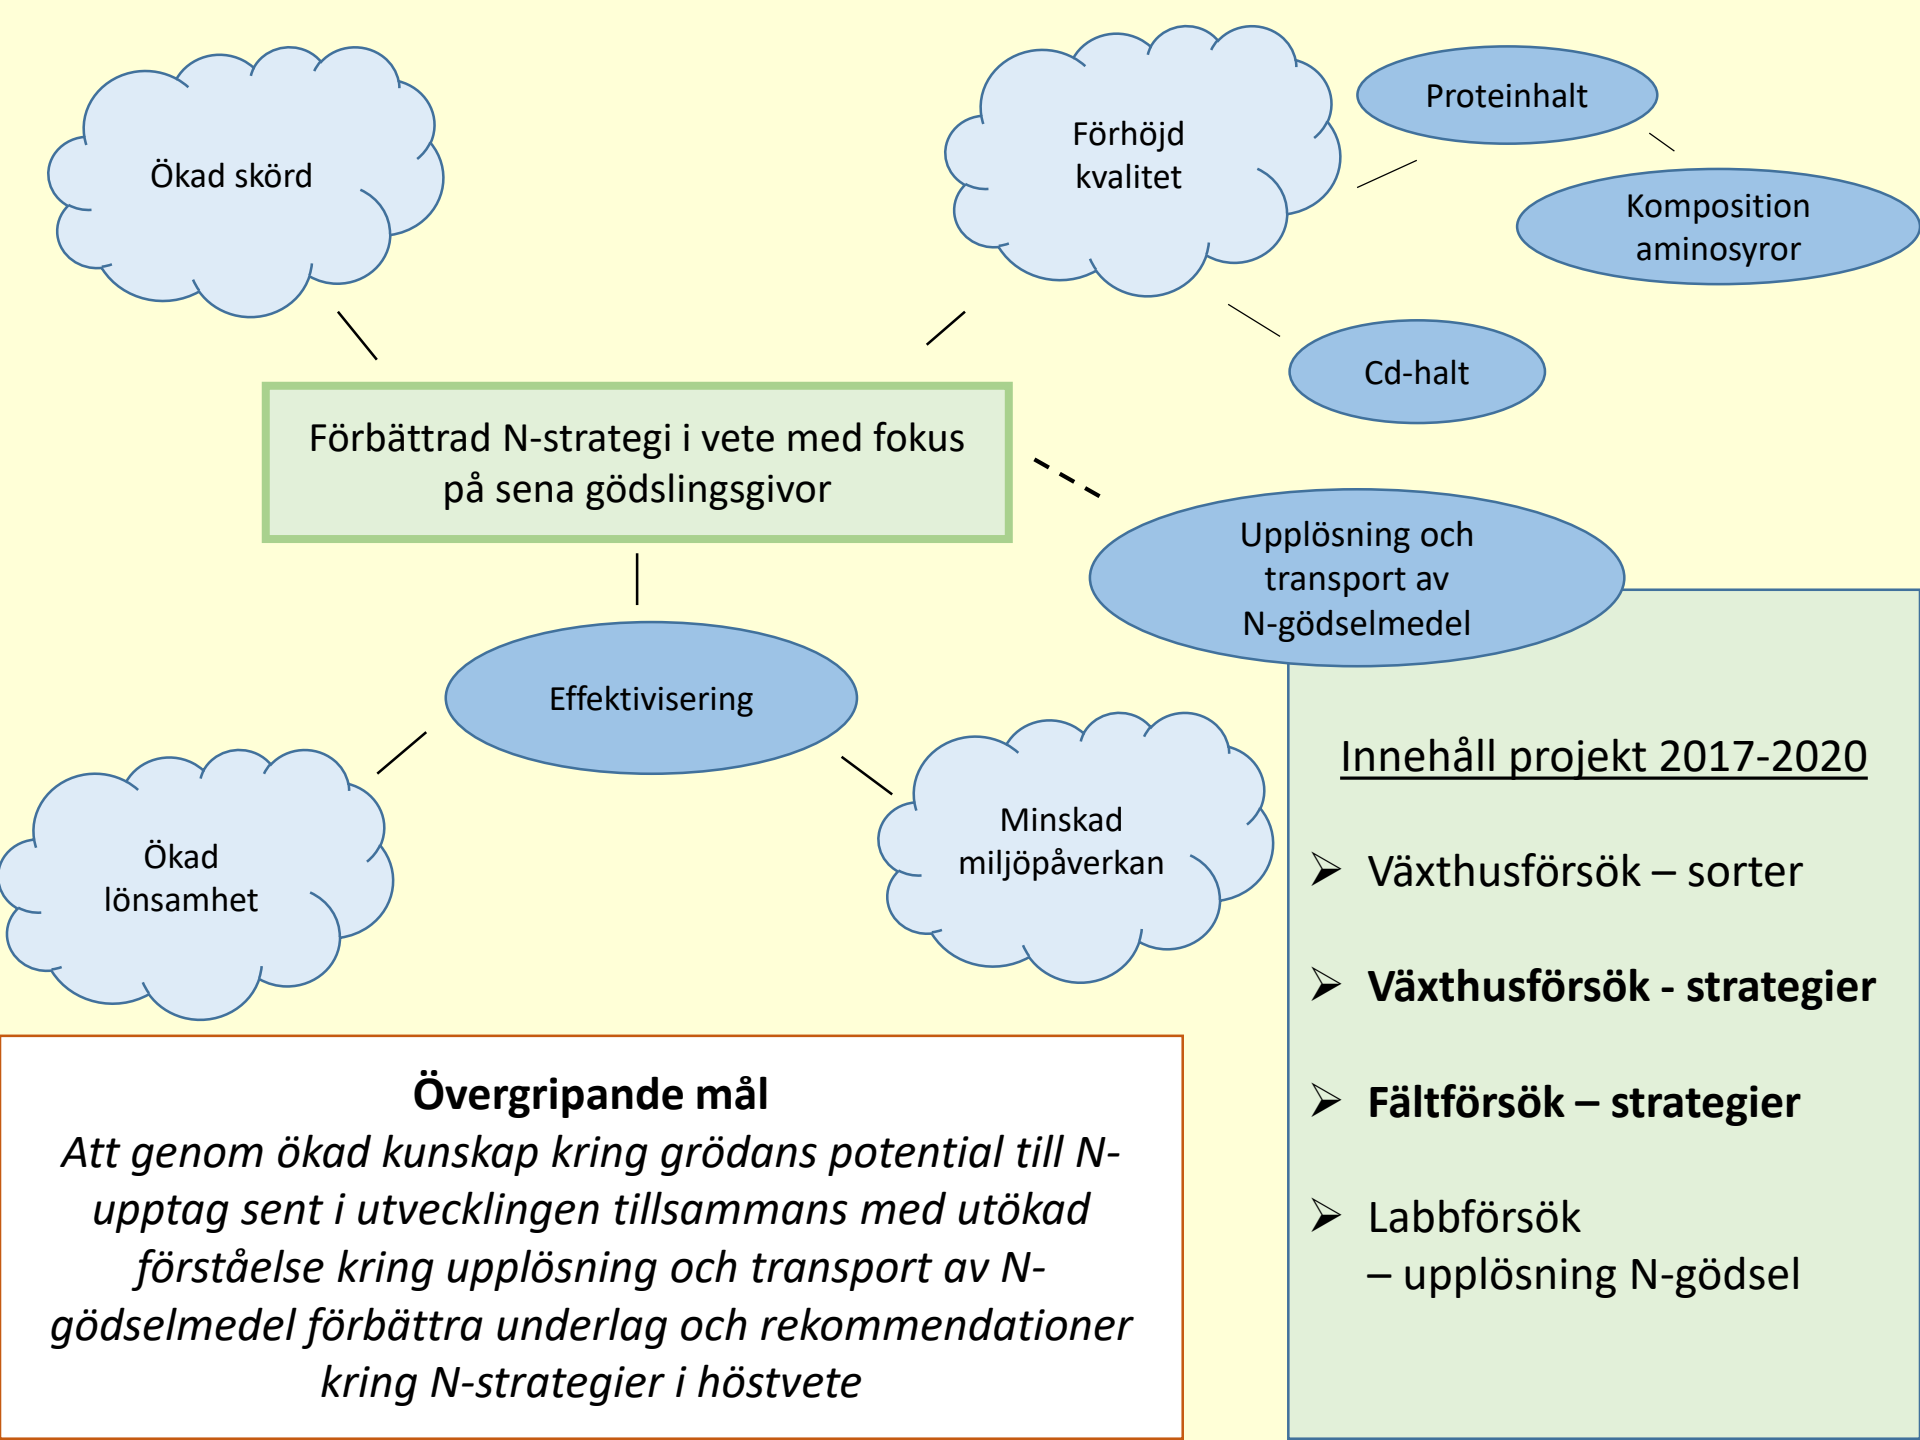 Ökad skörd
Förhöjd
kvalitet
Proteinhalt
Komposition
aminosyror
Cd-halt
Förbättrad N-strategi i vete med fokus
på sena gödslingsgivor
Upplösning och
transport av
N-gödselmedel
Effektivisering
Ökad
lönsamhet
Minskad
miljöpåverkan
Innehåll projekt 2017-2020
➢ Växthusförsök – sorter
➢ Växthusförsök - strategier
➢ Fältförsök – strategier
➢ Labbförsök
– upplösning N-gödsel
Övergripande mål
Att genom ökad kunskap kring grödans potential till N-
upptag sent i utvecklingen tillsammans med utökad
förståelse kring upplösning och transport av N-
gödselmedel förbättra underlag och rekommendationer
kring N-strategier i höstvete